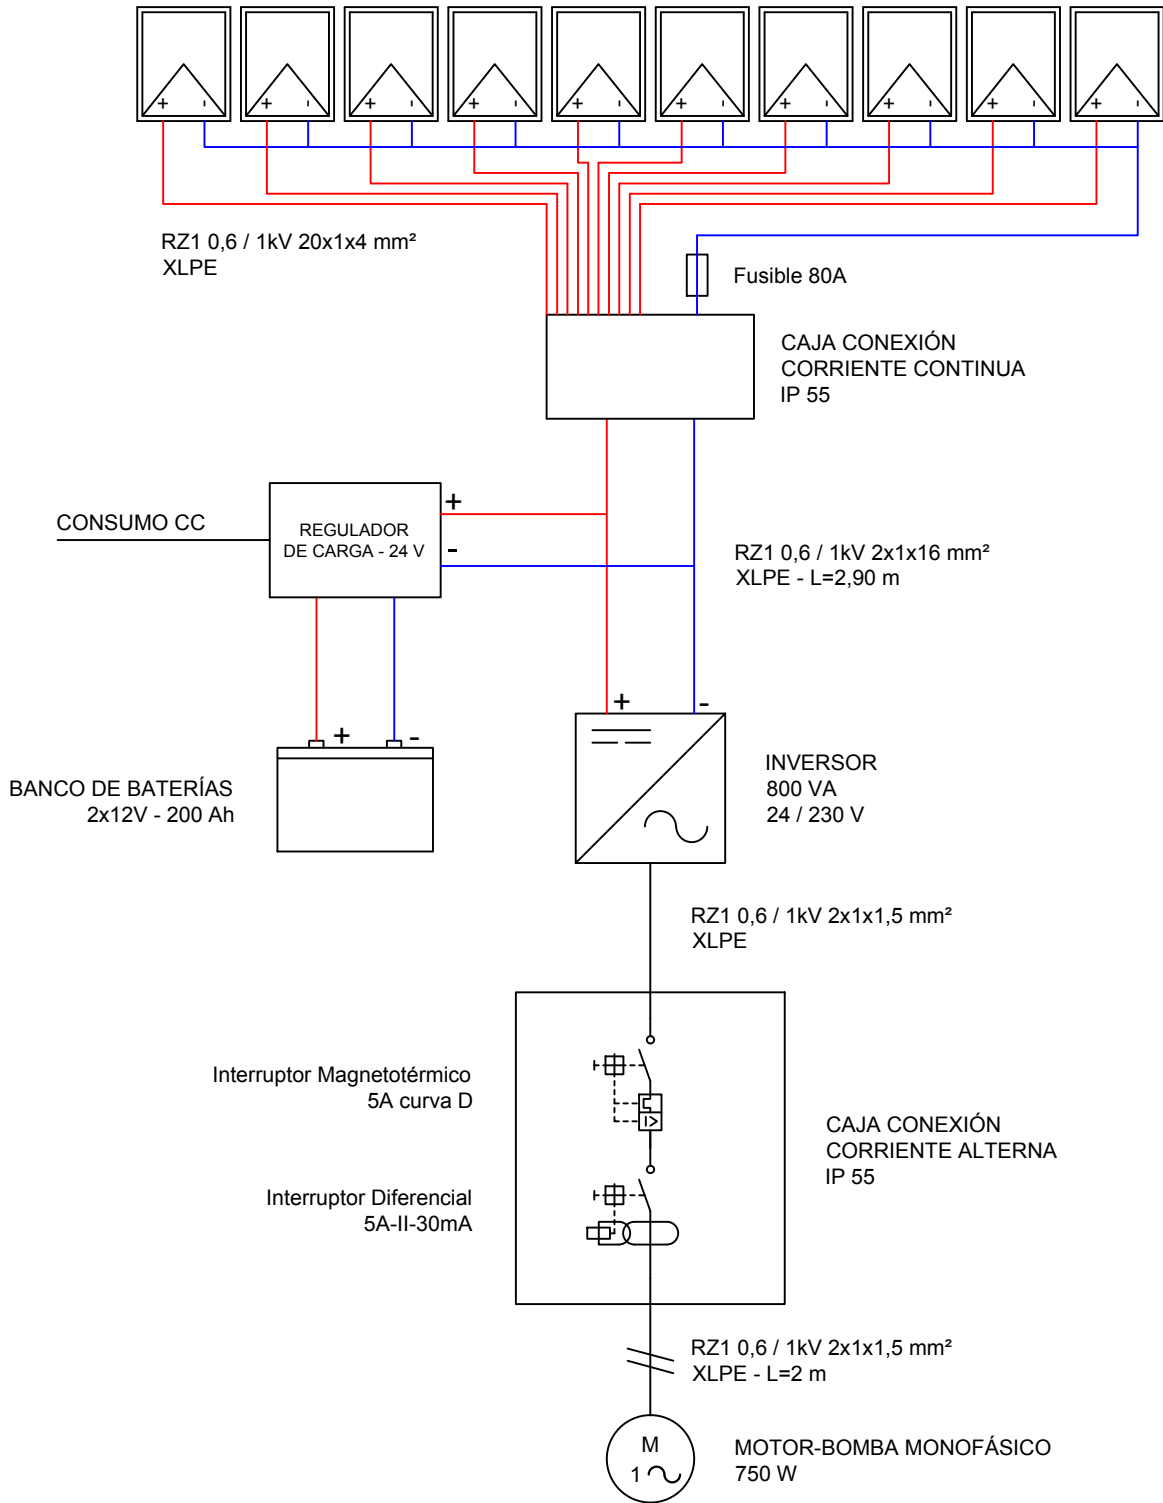 + - + - + - + - + - + - + - + - + - + -
RZ1 0,6 / 1kV 20x1x4 mm²
XLPE
Fusible 80A
CAJA CONEXIÓN
CORRIENTE CONTINUA
IP 55
CONSUMO CC
REGULADOR
DE CARGA - 24 V
+
-
RZ1 0,6 / 1kV 2x1x16 mm²
XLPE - L=2,90 m
+ -
+ -
BANCO DE BATERÍAS
2x12V - 200 Ah
INVERSOR
800 VA
24 / 230 V
RZ1 0,6 / 1kV 2x1x1,5 mm²
XLPE
Interruptor Magnetotérmico
5A curva D
I>
CAJA CONEXIÓN
CORRIENTE ALTERNA
IP 55
Interruptor Diferencial
5A-II-30mA
RZ1 0,6 / 1kV 2x1x1,5 mm²
XLPE - L=2 m
M
1
MOTOR-BOMBA MONOFÁSICO
750 W